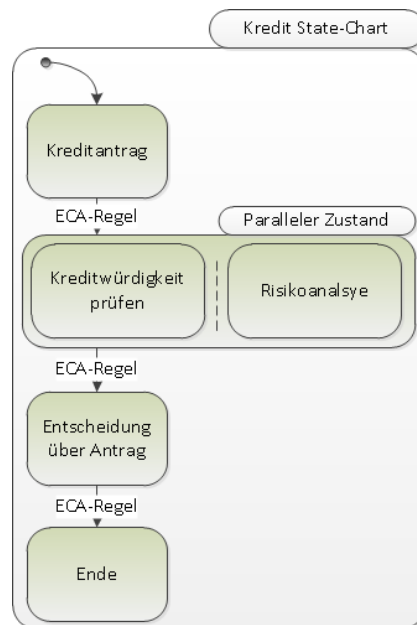 Kredit State-Chart
Kreditantrag
ECA-Regel
Paralleler Zustand
Kreditwürdigkeit
prüfen
Risikoanalsye
ECA-Regel
Entscheidung
über Antrag
ECA-Regel
Ende